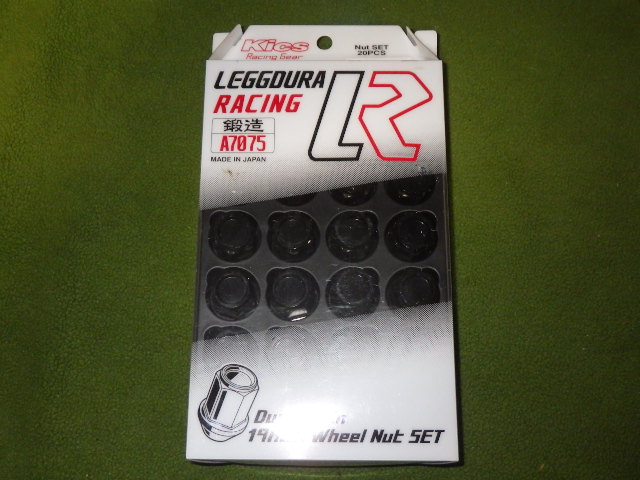 Kics
Racing Gear
Nut SET
20PCS
LEGGDURA
RACING
LR
鍛造
A7075
MADE IN JAPAN
Wheel Nut SET